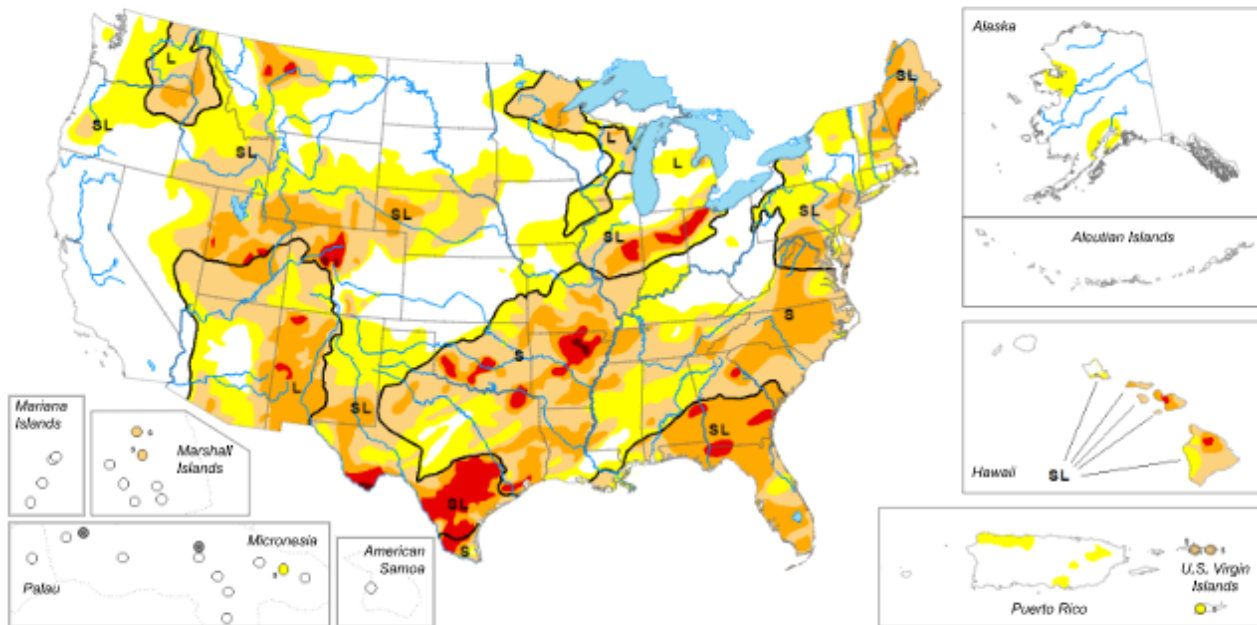 Alaska
L
SL
SL
L
L
SL
SL
SL
SL
SL
Aleutian Islands
S
S
L
SL
SL
Mariana
Islands
Marshall
Islands
S
S
SL
S
Hawaii
SL
Micronesia
S
Palau
American
Samoa
U.S. Virgin
Islands
Puerto Rico